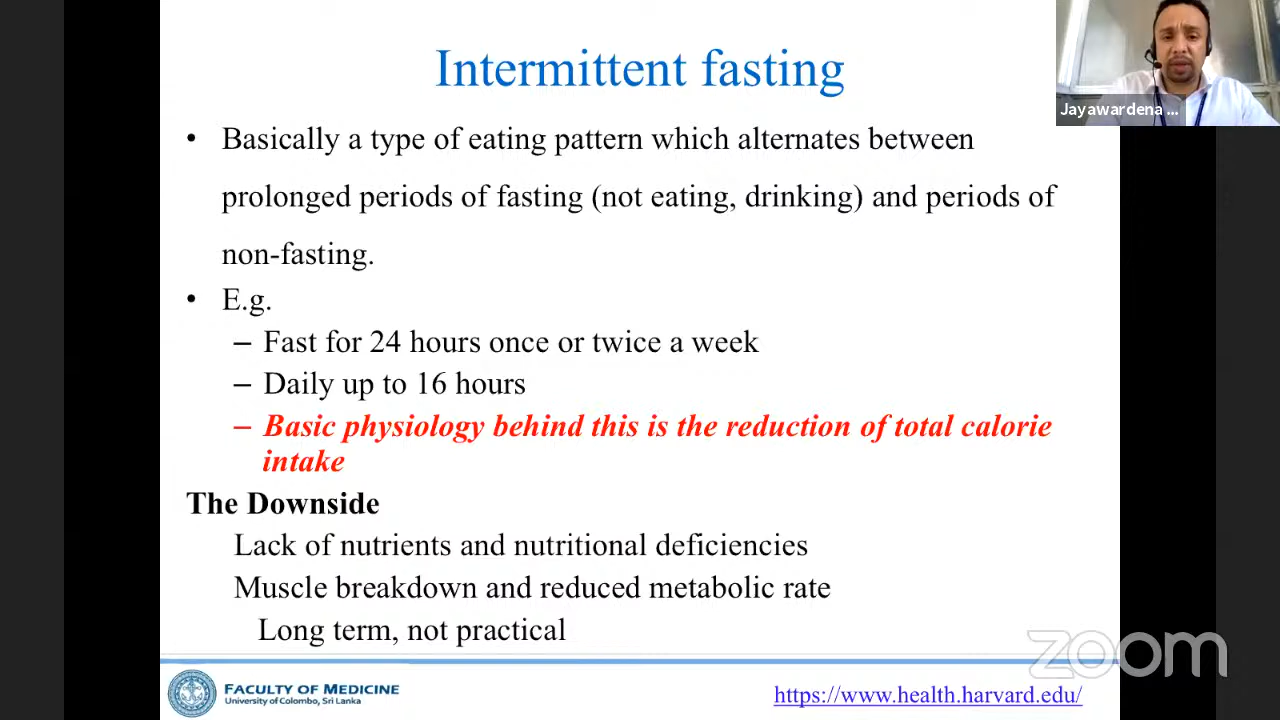 Intermittent fasting
Jayawardena ...
• Basically a type of eating pattern which alternates between
prolonged periods of fasting (not eating, drinking) and periods of
non-fasting.
• E.g.
– Fast for 24 hours once or twice a week
– Daily up to 16 hours
– Basic physiology behind this is the reduction of total calorie
intake
The Downside
Lack of nutrients and nutritional deficiencies
Muscle breakdown and reduced metabolic rate
Long term, not practical
zoom
FACULTY OF MEDICINE
University of Colombo, Sri Lanka
https://www.health.harvard.edu/